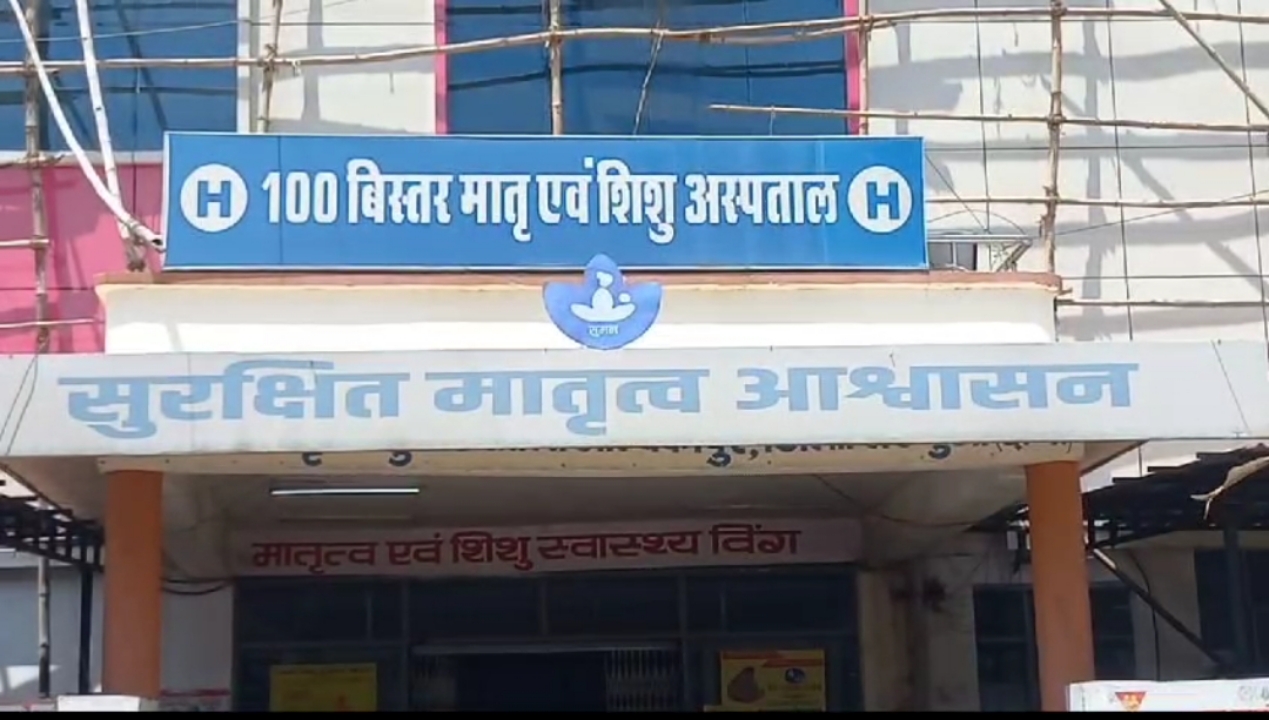 H 100 बिस्तर मातृ एवं शिशु अस्पताल H
सुमन
सुरक्षित मातृत्व आश्वासन
मातृत्व एवं शिशु स्वास्थ्य विंग